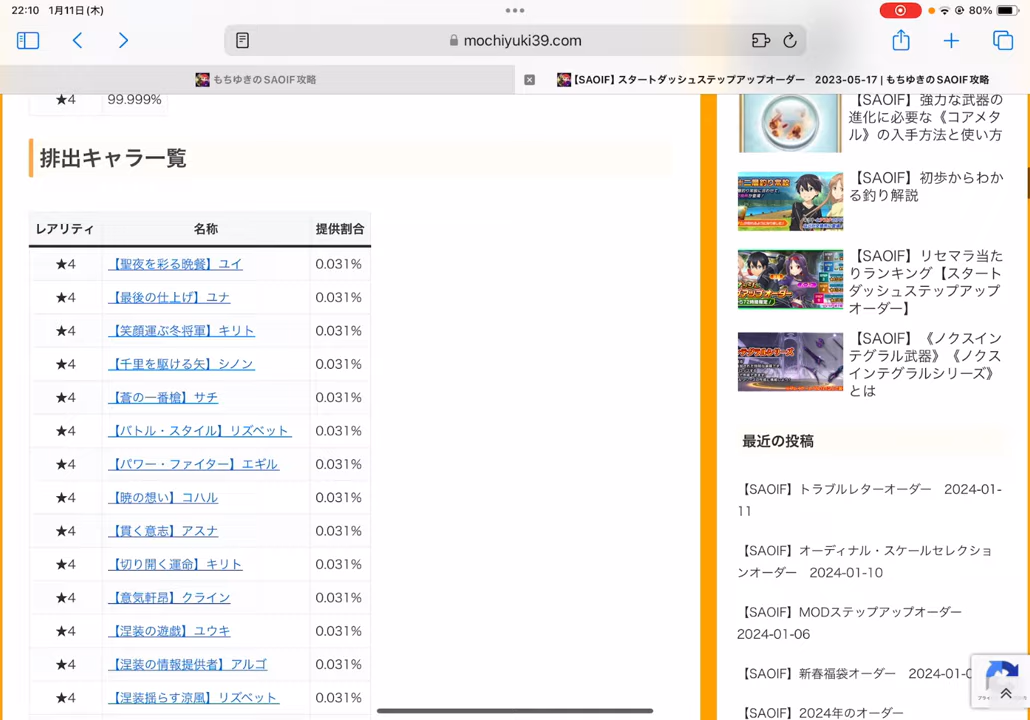 22:10 1月11日(木)
80%
mochiyuki39.com
もちゆきのSAOIF攻略
【SAOIF】スタートダッシュステップアップオーダー 2023-05-17 | もちゆきのSAOIF攻略
★4 99.999%
排出キャラ一覧
レアリティ 名称 提供割合
★4 【聖夜を彩る晩餐】ユイ 0.031%
★4 【最後の仕上げ】ユナ 0.031%
★4 【笑顔運ぶ冬将軍】キリト 0.031%
★4 【千里を駆ける矢】シノン 0.031%
★4 【蒼の一番槍】サチ 0.031%
★4 【バトル・スタイル】リズベット 0.031%
★4 【パワー・ファイター】エギル 0.031%
★4 【暁の想い】コハル 0.031%
★4 【貫く意志】アスナ 0.031%
★4 【切り開く運命】キリト 0.031%
★4 【意気軒昂】クライン 0.031%
★4 【涅装の遊戯】ユウキ 0.031%
★4 【涅装の情報提供者】アルゴ 0.031%
★4 【涅装揺らす涼風】リズベット 0.031%
【SAOIF】強力な武器の
進化に必要な《コアメタ
ル》の入手方法と使い方
【SAOIF】初歩からわか
る釣り解説
【SAOIF】リセマラ当た
りランキング【スタート
ダッシュステップアップ
オーダー】
【SAOIF】《ノクスイン
テグラル武器》《ノクス
インテグラルシリーズ》
とは
最近の投稿
【SAOIF】トラブルレターオーダー 2024-01-
11
【SAOIF】オーディナル・スケールセレクショ
ンオーダー 2024-01-10
【SAOIF】MODステップアップオーダー
2024-01-06
【SAOIF】新春福袋オーダー 2024-01-0
【SAOIF】2024年のオーダー